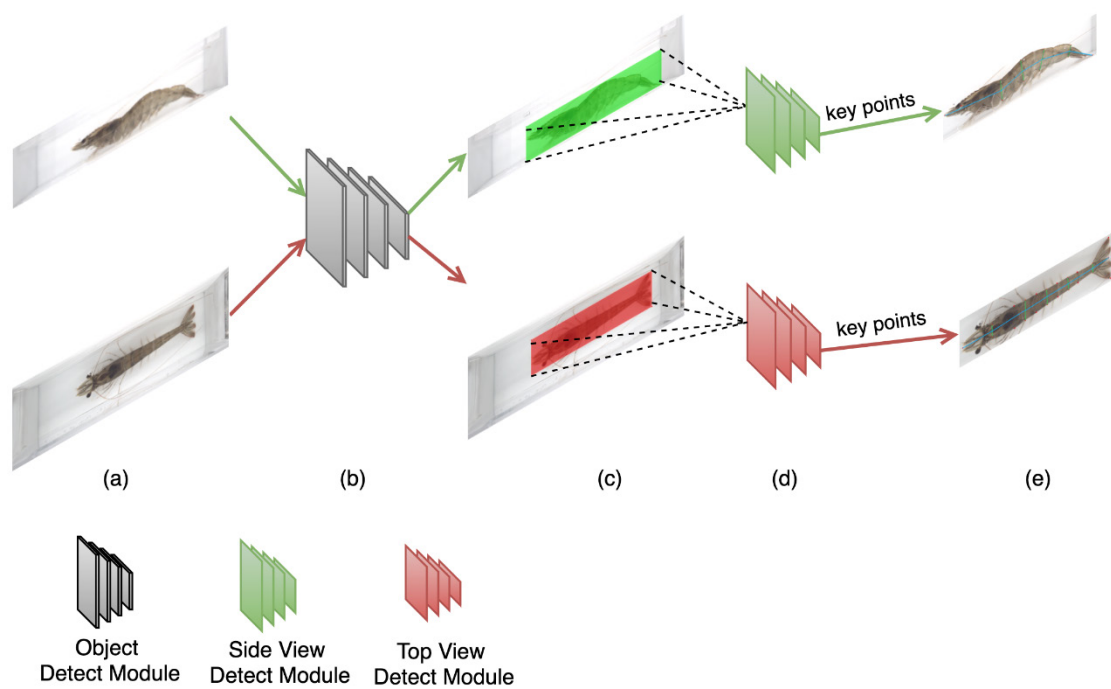 key points
key points
(a)
(b)
(c)
(d)
(e)
Object
Detect Module
Side View
Detect Module
Top View
Detect Module